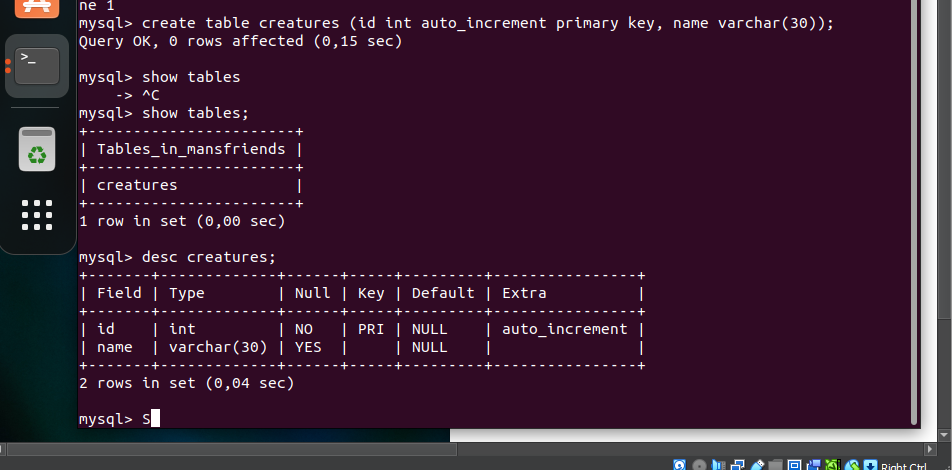 ne 1
mysql> create table creatures (id int auto_increment primary key, name varchar(30));
Query OK, 0 rows affected (0,15 sec)
mysql> show tables
    -> ^C
mysql> show tables;
+------------------------+
| Tables_in_mansfriends |
+------------------------+
| creatures             |
+------------------------+
1 row in set (0,00 sec)
mysql> desc creatures;
+-------+-------------+------+-----+---------+----------------+
| Field | Type        | Null | Key | Default | Extra          |
+-------+-------------+------+-----+---------+----------------+
| id    | int         | NO   | PRI | NULL    | auto_increment |
| name  | varchar(30) | YES  |     | NULL    |                |
+-------+-------------+------+-----+---------+----------------+
2 rows in set (0,04 sec)
mysql> S
>_
Right Ctrl